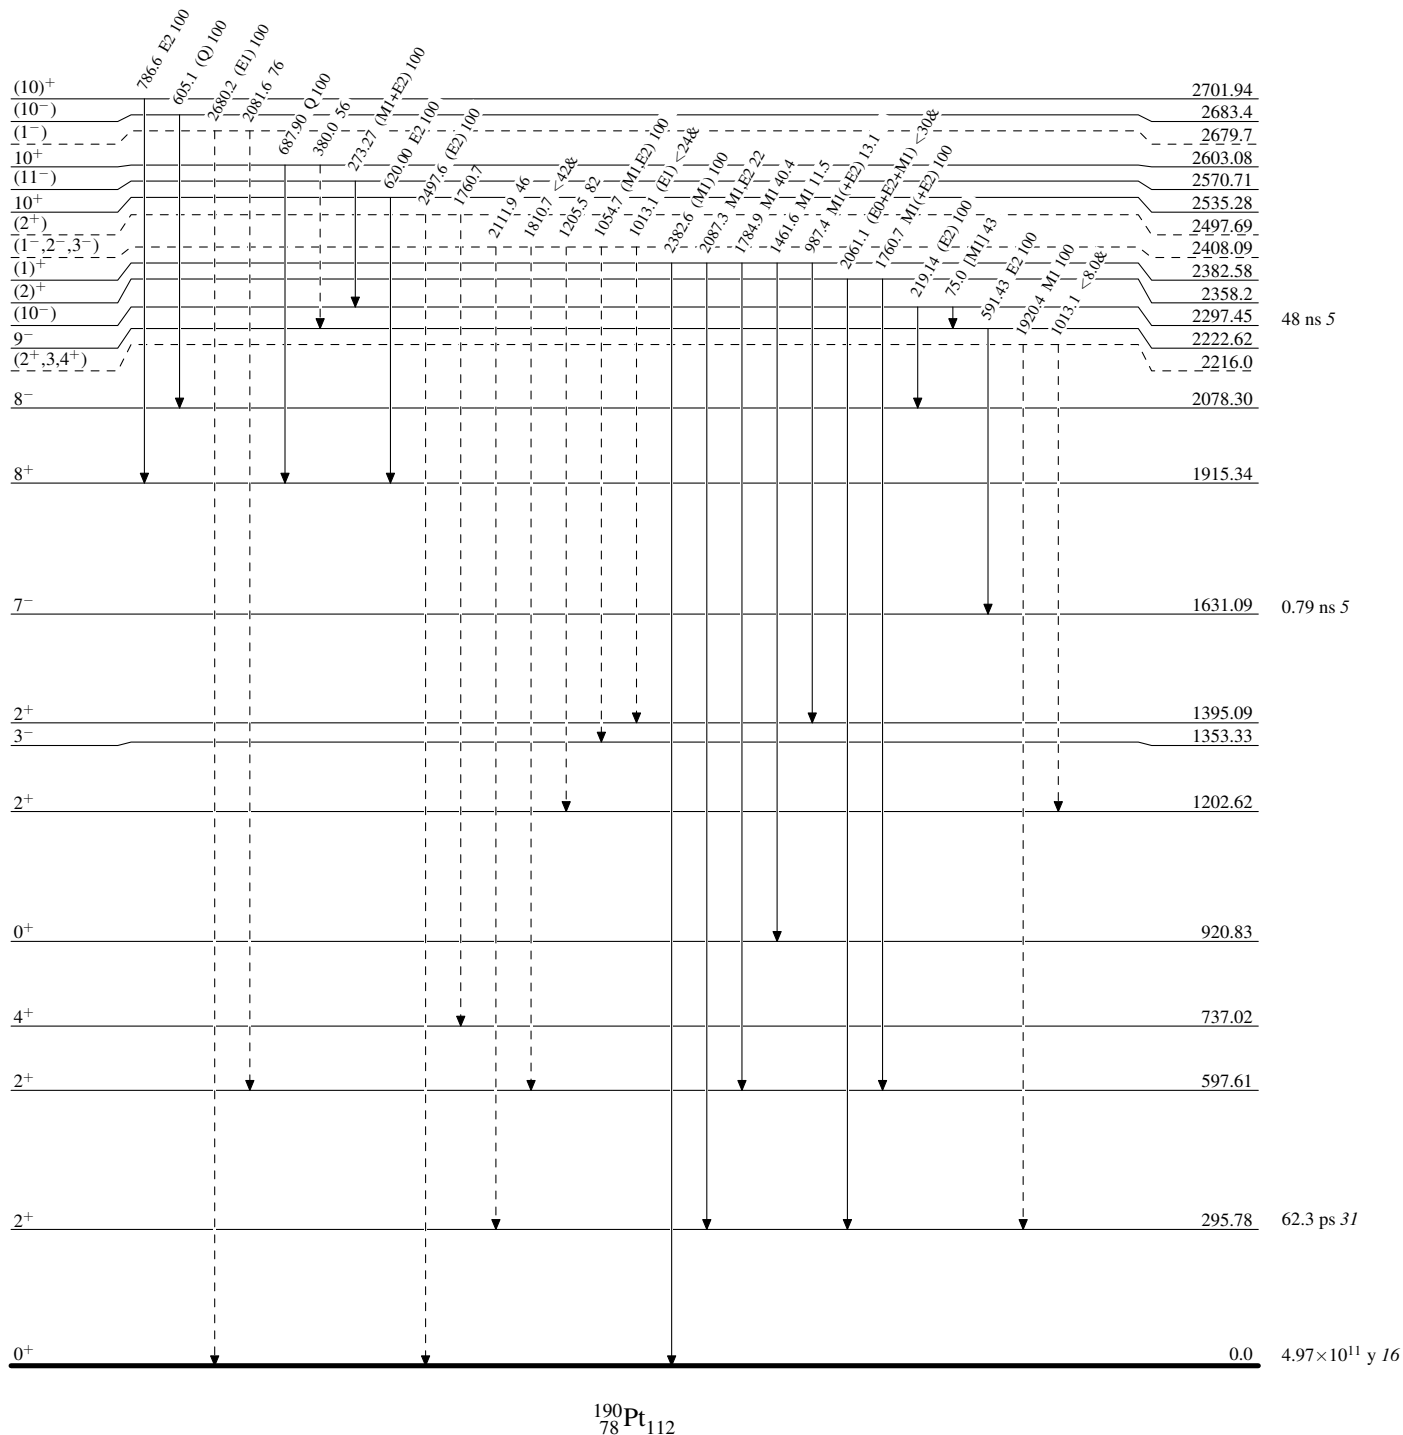 786.6 E2 100
605.1 (Q) 100
2680.2 (E1) 100
2081.6 76
687.90 Q 100
380.0 56
273.27 (M1+E2) 100
620.00 E2 100
2497.6 (E2) 100
1760.7
2111.9 46
1810.7 <42&
1205.5 82
1054.7 (M1,E2) 100
1013.1 (E1) <24&
2382.6 (M1) 100
2087.3 M1,E2 22
1784.9 M1 40.4
1461.6 M1 11.5
987.4 M1(+E2) 13.1
2061.1 (E0+E2+M1) <30&
1760.7 M1(+E2) 100
219.14 (E2) 100
75.0 [M1] 43
591.43 E2 100
1920.4 M1 100
1013.1 <8.0&
(10)⁺ 2701.94
(10⁻) 2683.4
(1⁻) 2679.7
10⁺ 2603.08
(11⁻) 2570.71
10⁺ 2535.28
(2⁺) 2497.69
(1⁻,2⁻,3⁻) 2408.09
(1)⁺ 2382.58
(2)⁺ 2358.2
(10⁻) 2297.45 48 ns 5
9⁻ 2222.62
(2⁺,3,4⁺) 2216.0
8⁻ 2078.30
8⁺ 1915.34
7⁻ 1631.09 0.79 ns 5
2⁺ 1395.09
3⁻ 1353.33
2⁺ 1202.62
0⁺ 920.83
4⁺ 737.02
2⁺ 597.61
2⁺ 295.78 62.3 ps 31
0⁺ 0.0 4.97×10¹¹ y 16
¹⁹⁰₇₈Pt₁₁₂